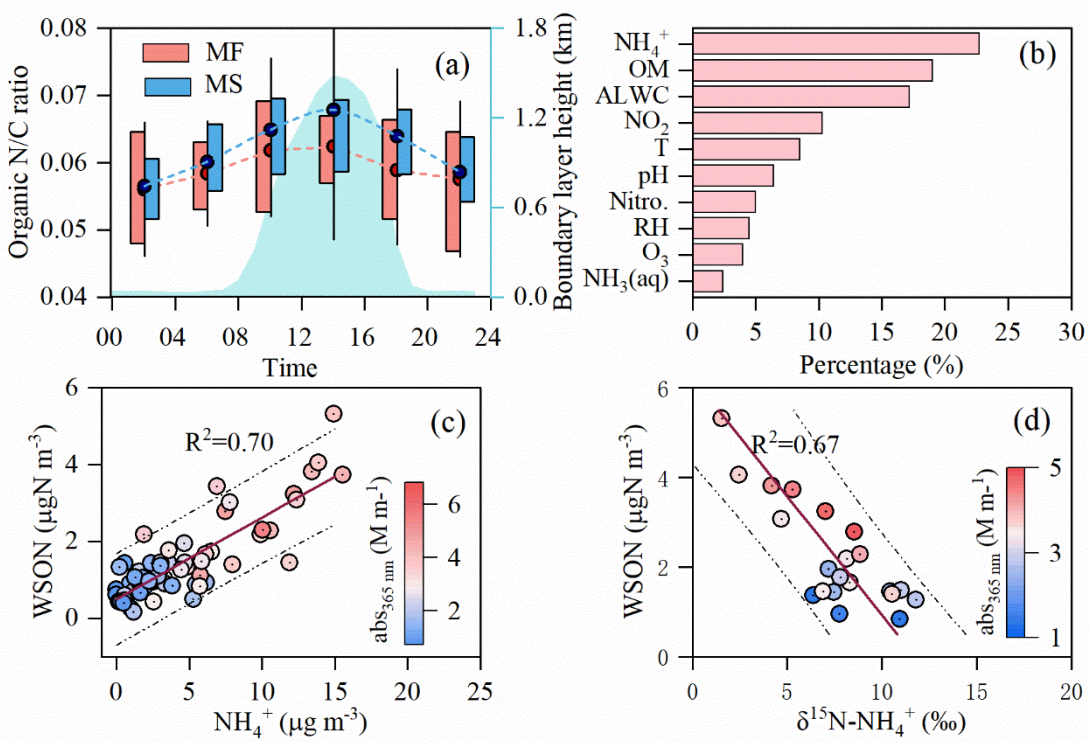 (a)
MF
MS
Organic N/C ratio
0.08
0.07
0.06
0.05
0.04
Boundary layer height (km)
1.8
1.2
0.6
0.0
00 04 08 12 16 20 24
Time
(b)
NH₄⁺
OM
ALWC
NO₂
T
pH
Nitro.
RH
O₃
NH₃(aq)
0 5 10 15 20 25 30
Percentage (%)
(c)
R²=0.70
WSON (μgN m⁻³)
6
4
2
0
abs₃₆₅ ₙₘ (M m⁻¹)
6
4
2
0 5 10 15 20 25
NH₄⁺ (μg m⁻³)
(d)
R²=0.67
WSON (μgN m⁻³)
6
4
2
0
abs₃₆₅ ₙₘ (M m⁻¹)
5
3
1
0 5 10 15 20
δ¹⁵N-NH₄⁺ (‰)